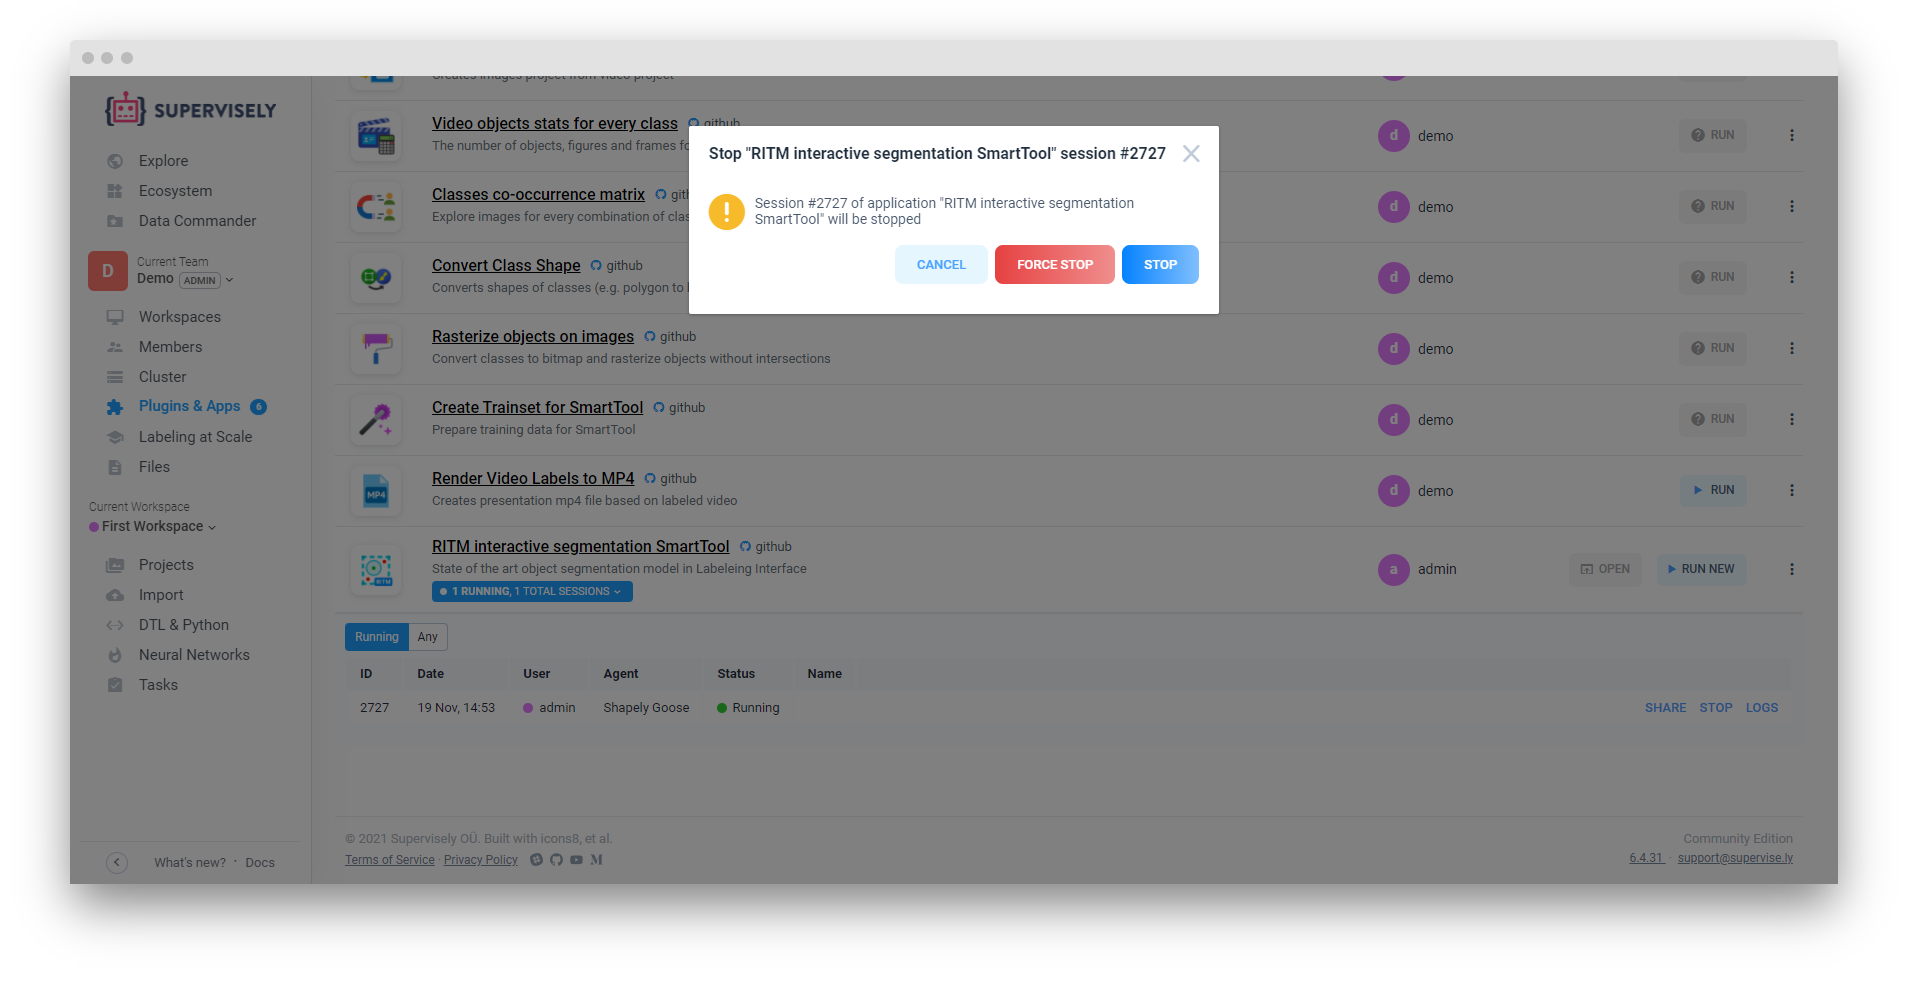 SUPERVISELY
Explore
Ecosystem
Data Commander
D
Current Team
Demo ADMIN
Workspaces
Members
Cluster
Plugins & Apps 6
Labeling at Scale
Files
Current Workspace
First Workspace
Projects
Import
DTL & Python
Neural Networks
Tasks
What's new? · Docs
Creates images project from video project
Video objects stats for every class github
The number of objects, figures and frames
d demo
RUN
Classes co-occurrence matrix
Explore images for every combination of
d demo
RUN
Convert Class Shape github
Converts shapes of classes (e.g. polygon to
d demo
RUN
Rasterize objects on images github
Convert classes to bitmap and rasterize objects without intersections
d demo
RUN
Create Trainset for SmartTool github
Prepare training data for SmartTool
d demo
RUN
MP4
Render Video Labels to MP4 github
Creates presentation mp4 file based on labeled video
d demo
RUN
RITM
RITM interactive segmentation SmartTool github
State of the art object segmentation model in Labeleing Interface
1 RUNNING, 1 TOTAL SESSIONS
a admin
OPEN
RUN NEW
Running Any
ID Date User Agent Status Name
2727 19 Nov, 14:53 admin Shapely Goose Running SHARE STOP LOGS
© 2021 Supervisely OÜ. Built with icons8, et al.
Terms of Service · Privacy Policy
Community Edition
6.4.31 · support@supervise.ly
Stop "RITM interactive segmentation SmartTool" session #2727
Session #2727 of application "RITM interactive segmentation
SmartTool" will be stopped
CANCEL FORCE STOP STOP